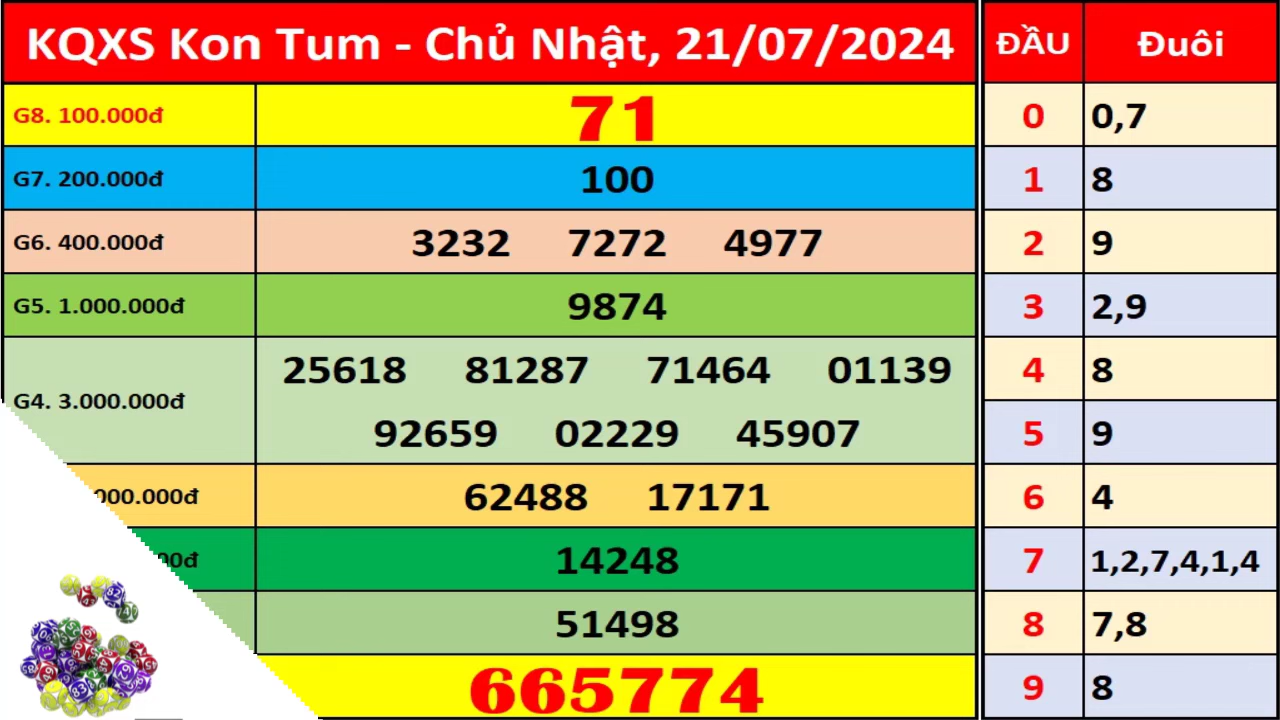 KQXS Kon Tum - Chủ Nhật, 21/07/2024
G8. 100.000đ 71
G7. 200.000đ 100
G6. 400.000đ 3232 7272 4977
G5. 1.000.000đ 9874
G4. 3.000.000đ
25618 81287 71464 01139
92659 02229 45907
000.000đ 62488 17171
00đ 14248
51498
665774
ĐẦU Đuôi
0 0,7
1 8
2 9
3 2,9
4 8
5 9
6 4
7 1,2,7,4,1,4
8 7,8
9 8